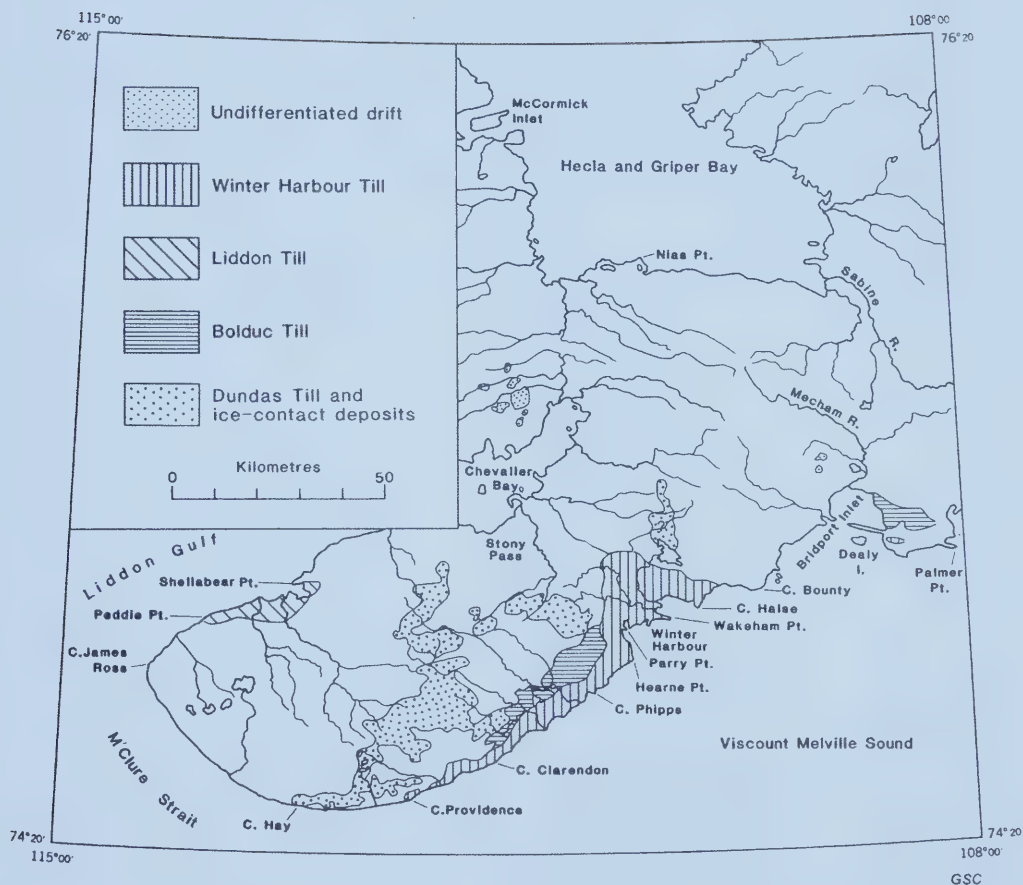 115°00'
108°00
76°20'
76°20
Undifferentiated drift
Winter Harbour Till
Liddon Till
Bolduc Till
Dundas Till and
ice-contact deposits
Kilometres
0
50
McCormick
Inlet
Hecla and Griper Bay
Nias Pt.
Sabine
R.
Mecham R.
Chevalier
Bay
Stony
Pass
Bridport Inlet
Dealy
I.
Palmer
Pt.
Liddon Gulf
Shellabear Pt.
Peddie Pt.
C. James
Ross
M'Clure Strait
C. Hay
C. Providence
C. Clarendon
C. Phipps
Hearne Pt.
Parry Pt.
Winter
Harbour
Wakeham Pt.
C. Halse
C. Bounty
Viscount Melville Sound
74°20'
74°20'
115°00'
108°00'
GSC